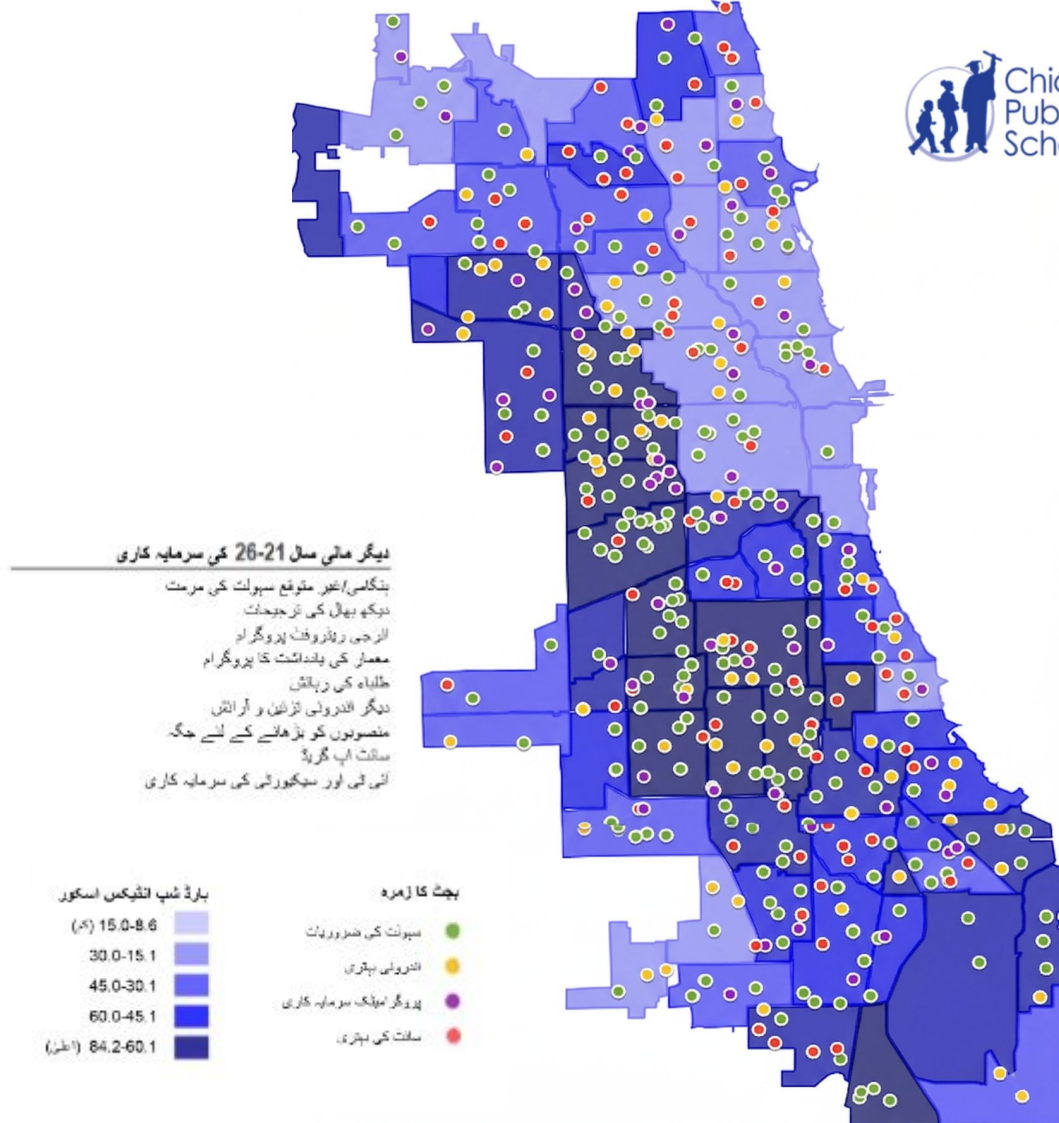 Chic
Pub
Scho
دیگر مالی سال 21-26 کی سرمایہ کاری
ہنگامی/غیر متوقع سہولت کی مرمت
دیکھ بھال کی ترجیحات
انرجی ریٹروفٹ پروگرام
معمار کی یادداشت کا پروگرام
طلباء کی رہائش
دیگر اندرونی تزئین و آرائش
منصوبوں کو بڑھانے کے لئے جگہ
سائٹ اپ گریڈ
آئی ٹی اور سیکیورٹی کی سرمایہ کاری
ہارڈ شپ انڈیکس اسکور
15.0-8.6 (کم)
30.0-15.1
45.0-30.1
60.0-45.1
84.2-60.1 (اعلیٰ)
بجٹ کا زمرہ
سہولت کی ضروریات
اندرونی بہتری
پروگرامیٹک سرمایہ کاری
سائٹ کی بہتری